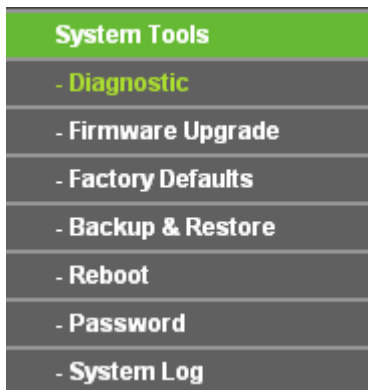 System Tools
- Diagnostic
- Firmware Upgrade
- Factory Defaults
- Backup & Restore
- Reboot
- Password
- System Log